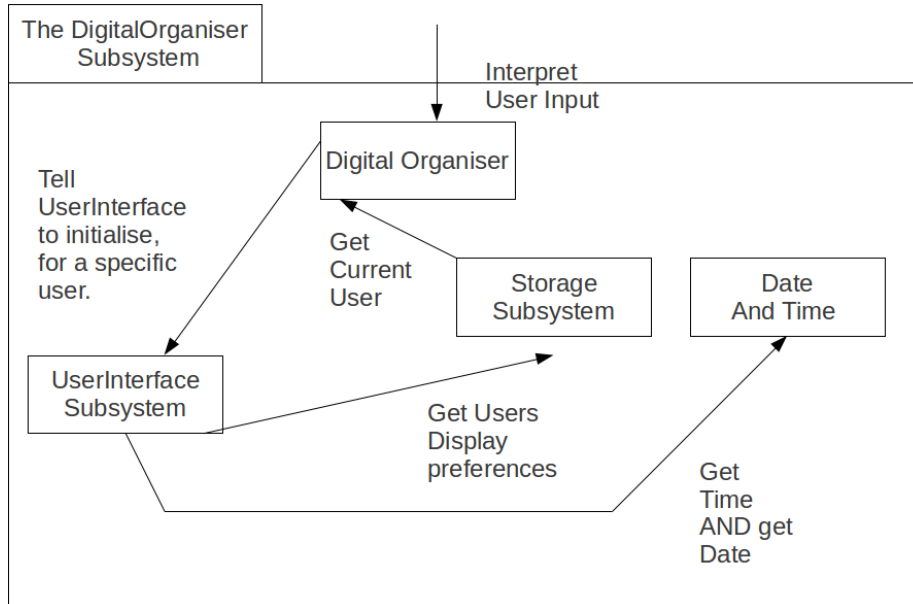 The DigitalOrganiser
Subsystem
Interpret
User Input
Digital Organiser
Tell
UserInterface
to initialise,
for a specific
user.
Get
Current
User
Storage
Subsystem
Date
And Time
UserInterface
Subsystem
Get Users
Display
preferences
Get
Time
AND get
Date